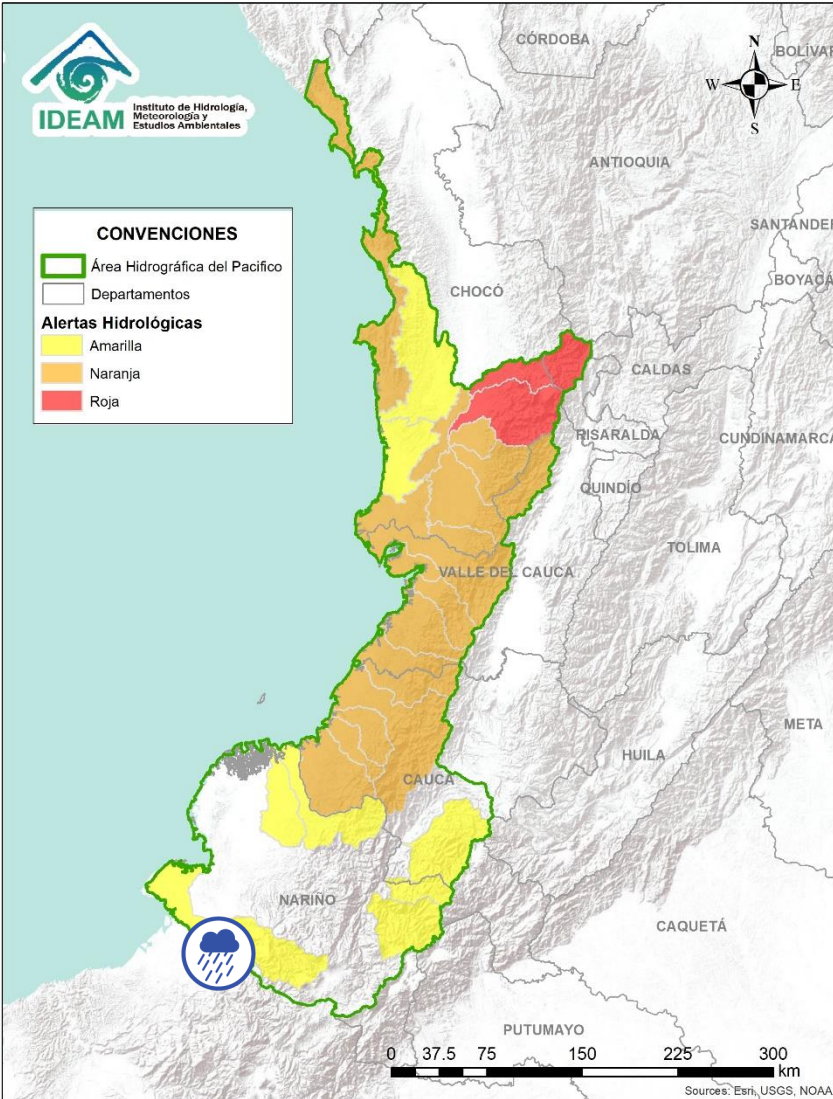 IDEAM
Instituto de Hidrología,
Meteorología y
Estudios Ambientales
N
W
E
S
CÓRDOBA
BOLÍVAR
ANTIOQUIA
SANTANDER
BOYACÁ
CONVENCIONES
Área Hidrográfica del Pacifico
Departamentos
Alertas Hidrológicas
Amarilla
Naranja
Roja
CHOCÓ
CALDAS
RISARALDA
CUNDINAMARCA
QUINDÍO
TOLIMA
VALLE DEL CAUCA
META
HUILA
CAUCA
NARIÑO
CAQUETÁ
PUTUMAYO
0 37.5 75 150 225 300
km
Sources: Esri, USGS, NOAA